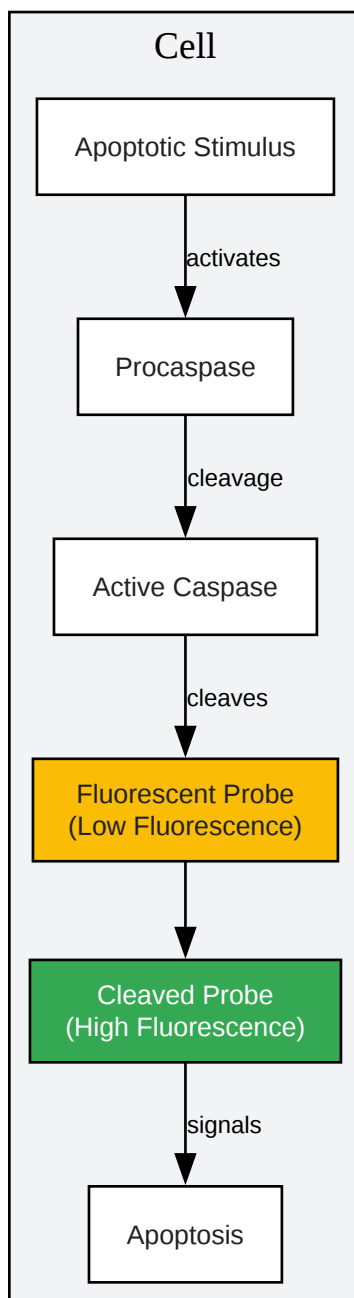 Cell
Apoptotic Stimulus
activates
Procaspase
cleavage
Active Caspase
cleaves
Fluorescent Probe
(Low Fluorescence)
Cleaved Probe
(High Fluorescence)
signals
Apoptosis